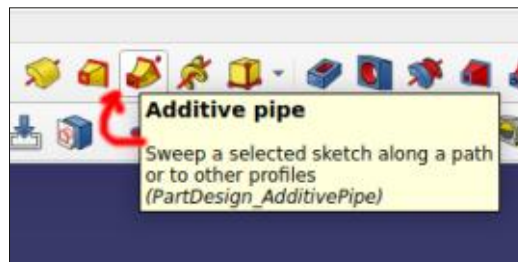 Additive pipe
Sweep a selected sketch along a path
or to other profiles
(PartDesign_AdditivePipe)